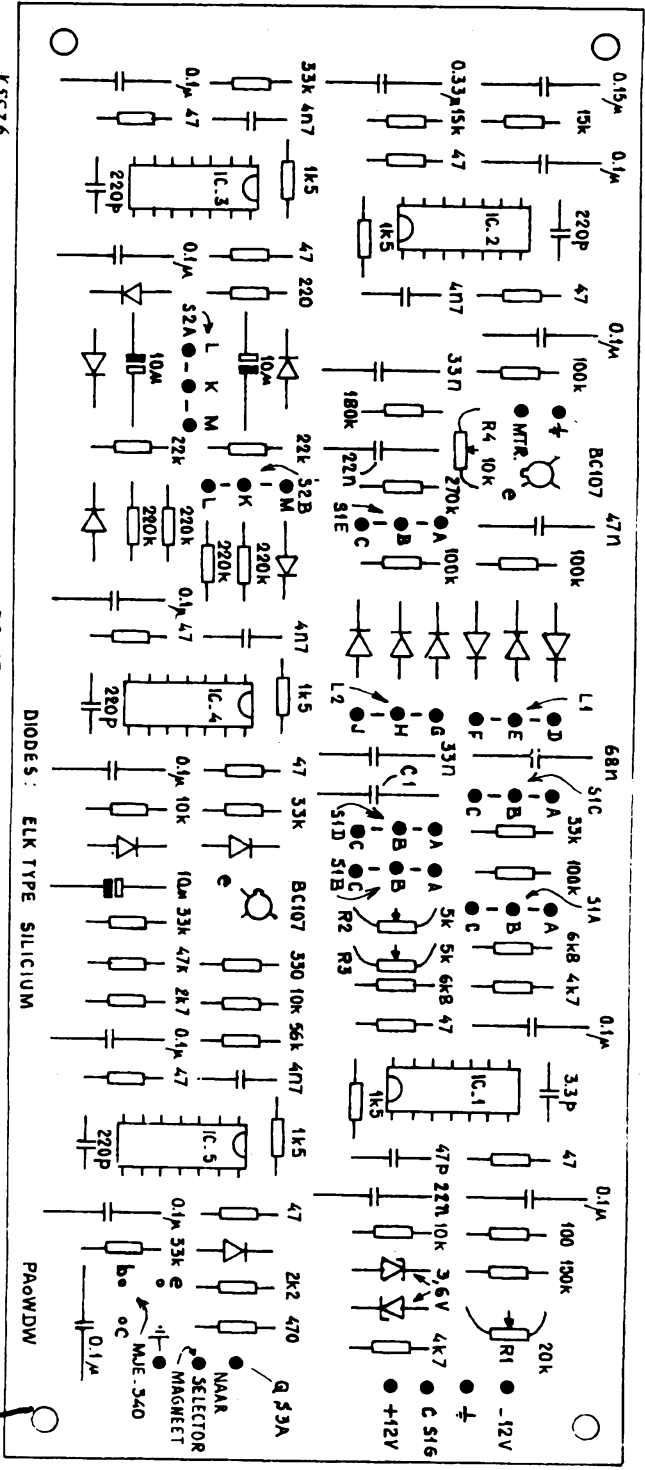 0.15µ
15k
0.1µ
220p
47
0.1µ
100k
⏚
MTR.
BC107
e
R4 10k
47n
100k
L1
D
E
F
68n
S1C
A
B
C
33k
100k
S1A
A
B
C
6k8
4k7
0.1µ
3.3p
47
0.1µ
100
190k
20k
R1
-12V
⏚
C S16
+12V
0.33µ
15k
47
IC.2
1k5
4n7
33n
180k
22n
270k
S1E
A
B
C
100k
L2
G
H
J
33n
C1
S1D
A
B
C
S1B
A
B
C
5k
R2
5k
R3
6k8
47
IC.1
1k5
47p
22n
10k
3,6V
4k7
33k
4n7
1k5
IC.3
0.1µ
47
220p
47
220
0.1µ
S2A
L
K
M
10µ
10µ
22k
22k
S2B
M
K
L
220k
220k
220k
220k
0.1µ
47
4n7
1k5
IC.4
220p
47
33k
0.1µ
10k
BC107
e
10µ
33k
330
47k
10k
2k7
56k
0.1µ
4n7
47
1k5
IC.5
220p
47
0.1µ
33k
2k2
470
b
e
C
0.1µ
MJE-340
NAAR
SELECTOR
MAGNEET
Q S3A
DIODES: ELK TYPE SILICIUM
PAoWDW